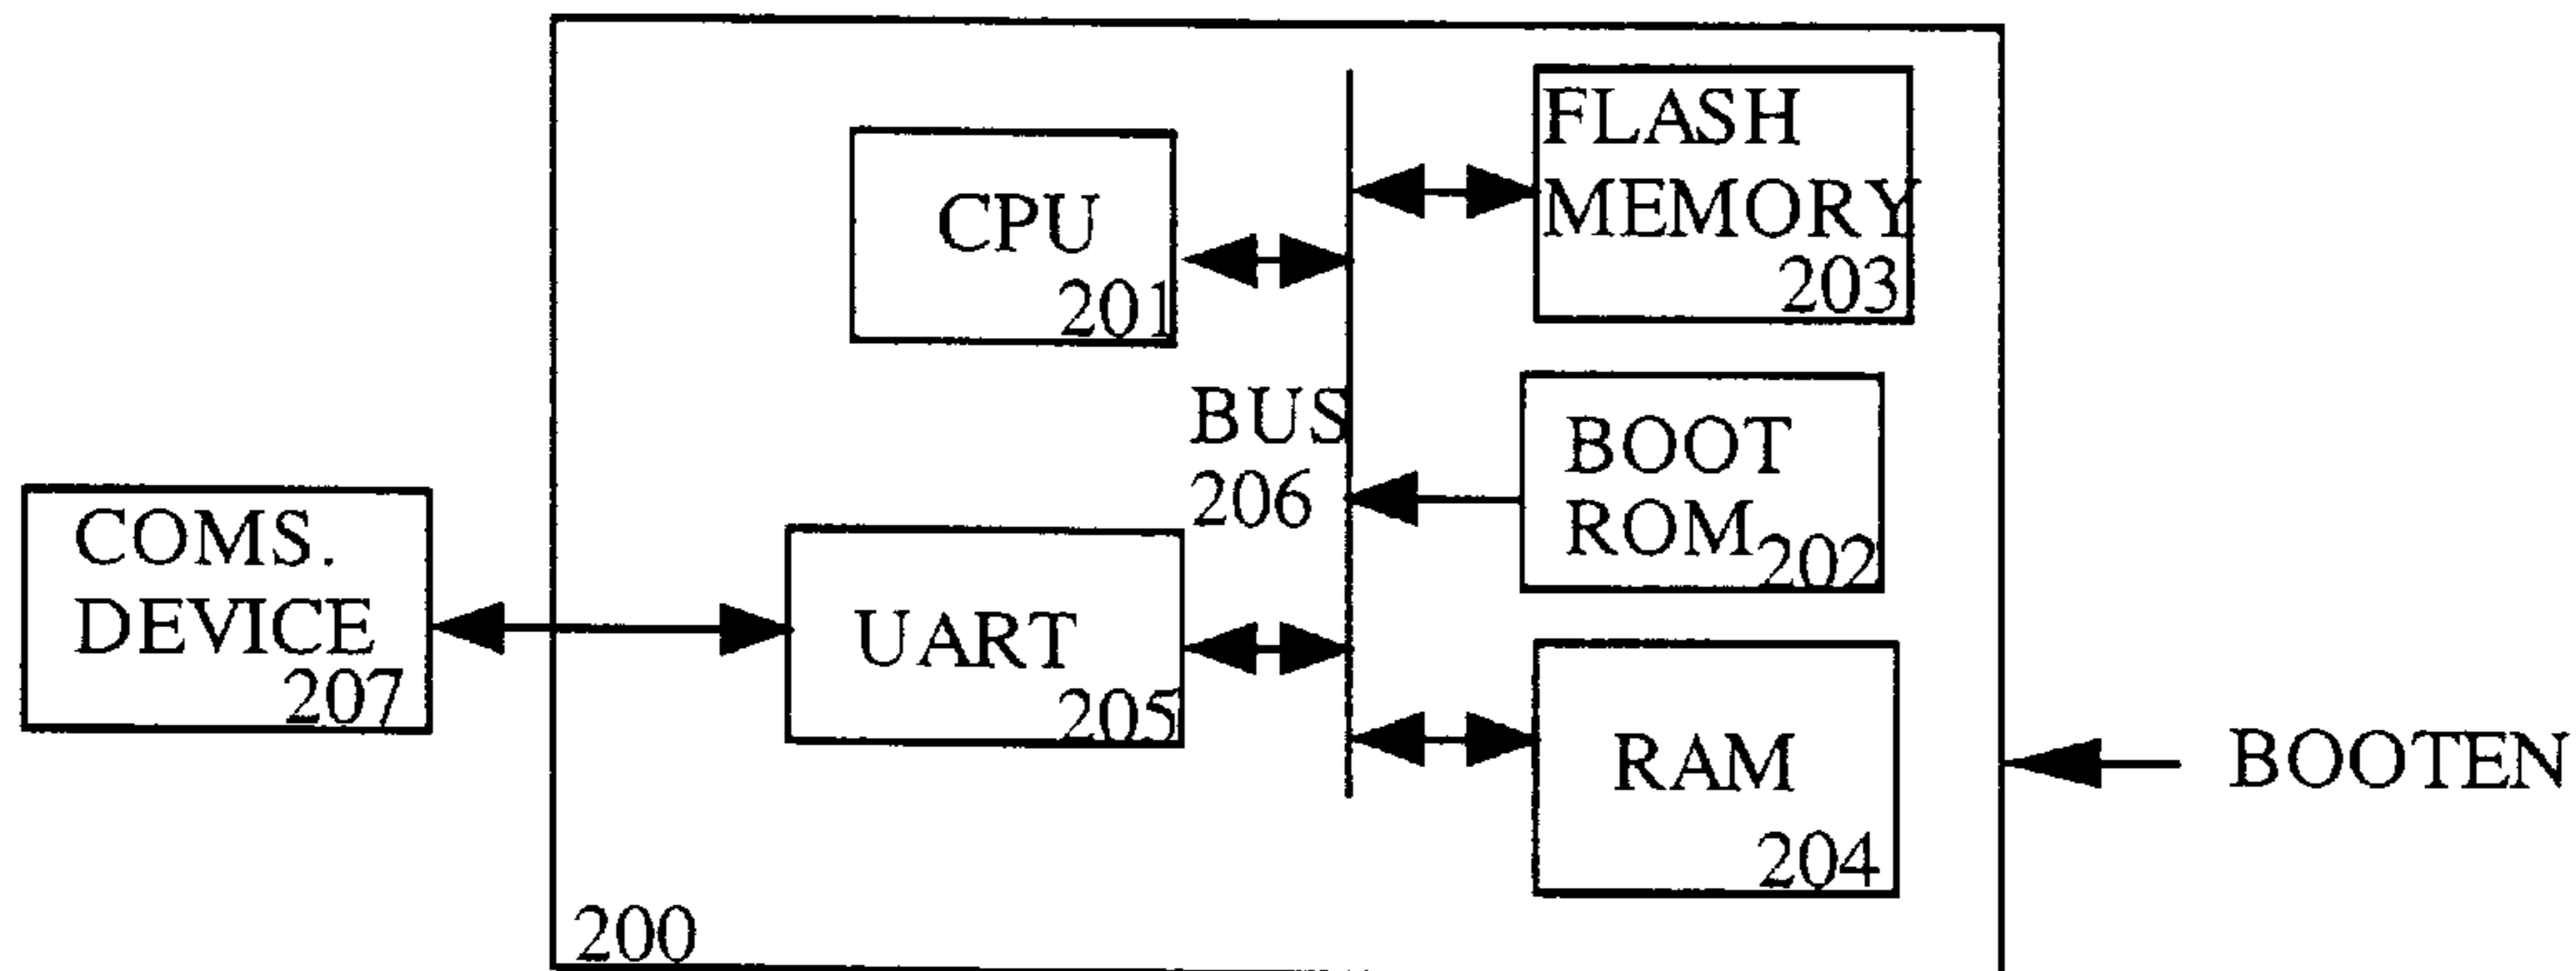 FLASH
MEMORY
203
CPU
201
BUS
206
BOOT
ROM
202
COMS.
DEVICE
207
UART
205
RAM
204
BOOTEN
200